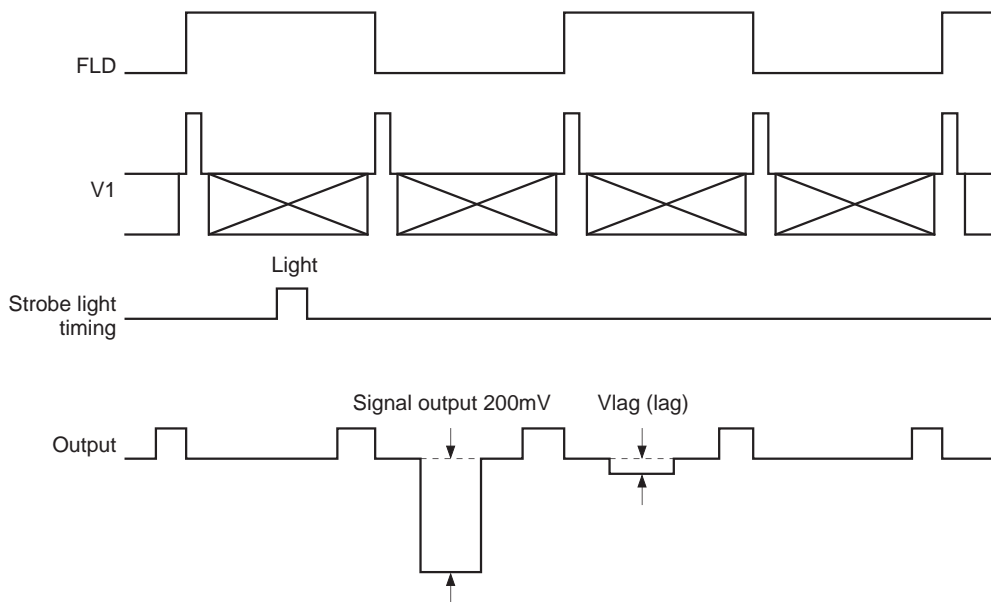 FLD
V1
Light
Strobe light
timing
Signal output 200mV
Vlag (lag)
Output